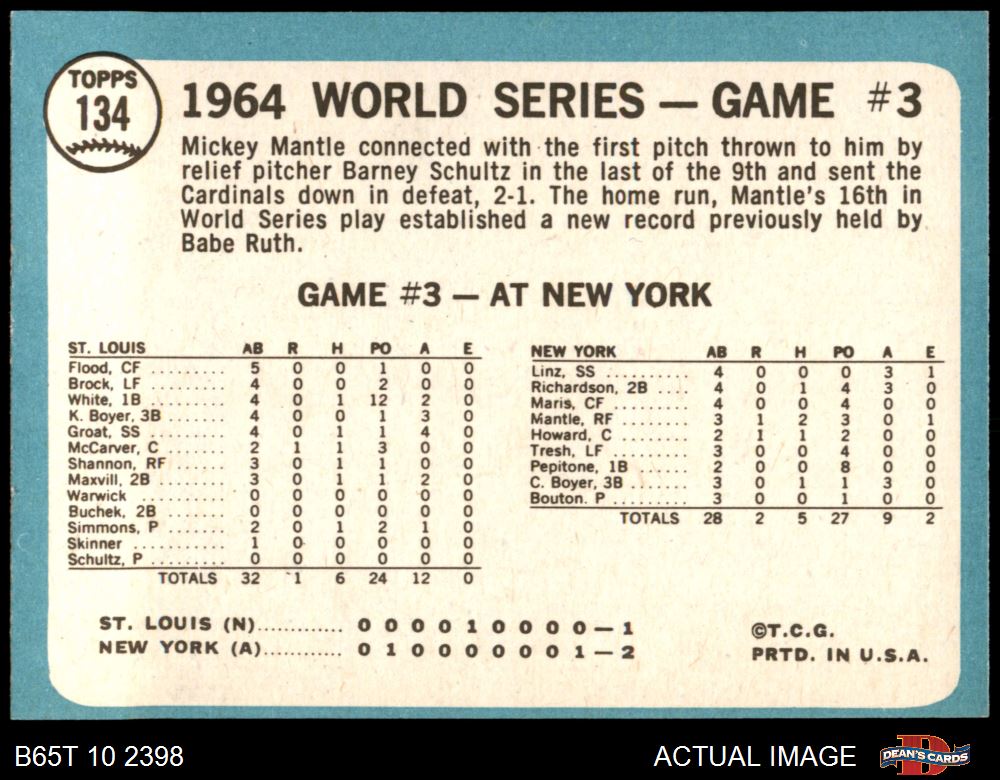 TOPPS
134
1964 WORLD SERIES — GAME #3
Mickey Mantle connected with the first pitch thrown to him by
relief pitcher Barney Schultz in the last of the 9th and sent the
Cardinals down in defeat, 2-1. The home run, Mantle's 16th in
World Series play established a new record previously held by
Babe Ruth.
GAME #3 — AT NEW YORK
ST. LOUIS AB R H PO A E
Flood, CF .......... 5 0 0 1 0 0
Brock, LF .......... 4 0 0 2 0 0
White, 1B .......... 4 0 1 12 2 0
K. Boyer, 3B ........ 4 0 0 1 3 0
Groat, SS .......... 4 0 1 1 4 0
McCarver, C ........ 2 1 1 3 0 0
Shannon, RF ........ 3 0 1 1 0 0
Maxvill, 2B ......... 3 0 1 1 2 0
Warwick .......... 0 0 0 0 0 0
Buchek, 2B ......... 0 0 0 0 0 0
Simmons, P ........ 2 0 1 2 1 0
Skinner ............ 1 0 0 0 0 0
Schultz, P .......... 0 0 0 0 0 0
TOTALS 32 1 6 24 12 0
NEW YORK AB R H PO A E
Linz, SS .......... 4 0 0 0 3 1
Richardson, 2B ..... 4 0 1 4 3 0
Maris, CF ......... 4 0 0 4 0 0
Mantle, RF ........ 3 1 2 3 0 1
Howard, C ........ 2 1 1 2 0 0
Tresh, LF ......... 3 0 0 4 0 0
Pepitone, 1B ...... 2 0 0 8 0 0
C. Boyer, 3B ....... 3 0 1 1 3 0
Bouton. P ......... 3 0 0 1 0 0
TOTALS 28 2 5 27 9 2
ST. LOUIS (N)............. 0 0 0 0 1 0 0 0 0 — 1
NEW YORK (A)............ 0 1 0 0 0 0 0 0 1 — 2
©T.C.G.
PRTD. IN U.S.A.
B65T 10 2398
ACTUAL IMAGE
DEAN'S CARDS